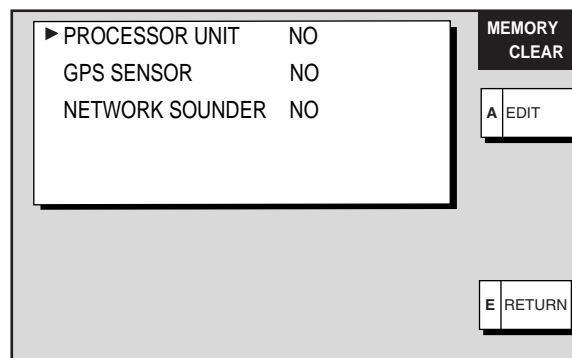 ▶PROCESSOR UNIT NO
GPS SENSOR NO
NETWORK SOUNDER NO
MEMORY
CLEAR
A EDIT
E RETURN